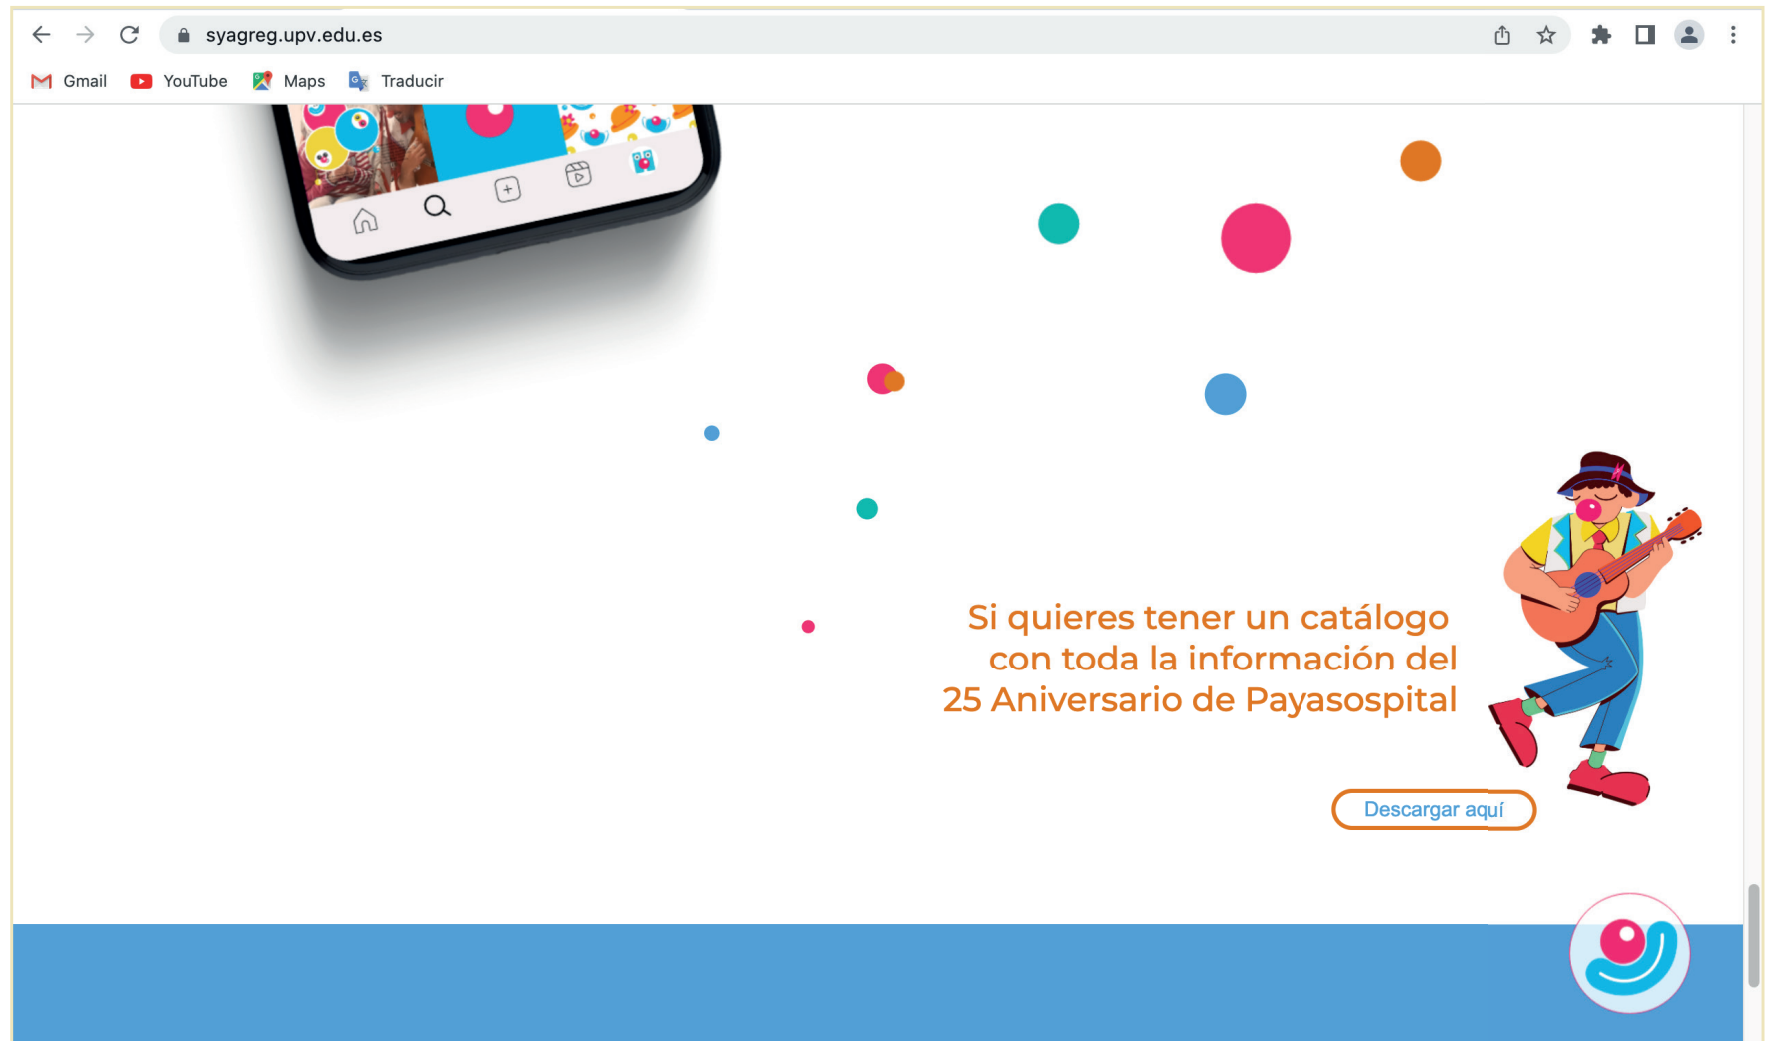 syagreg.upv.edu.es
Gmail YouTube Maps Traducir
Si quieres tener un catálogo
con toda la información del
25 Aniversario de Payasospital
Descargar aquí